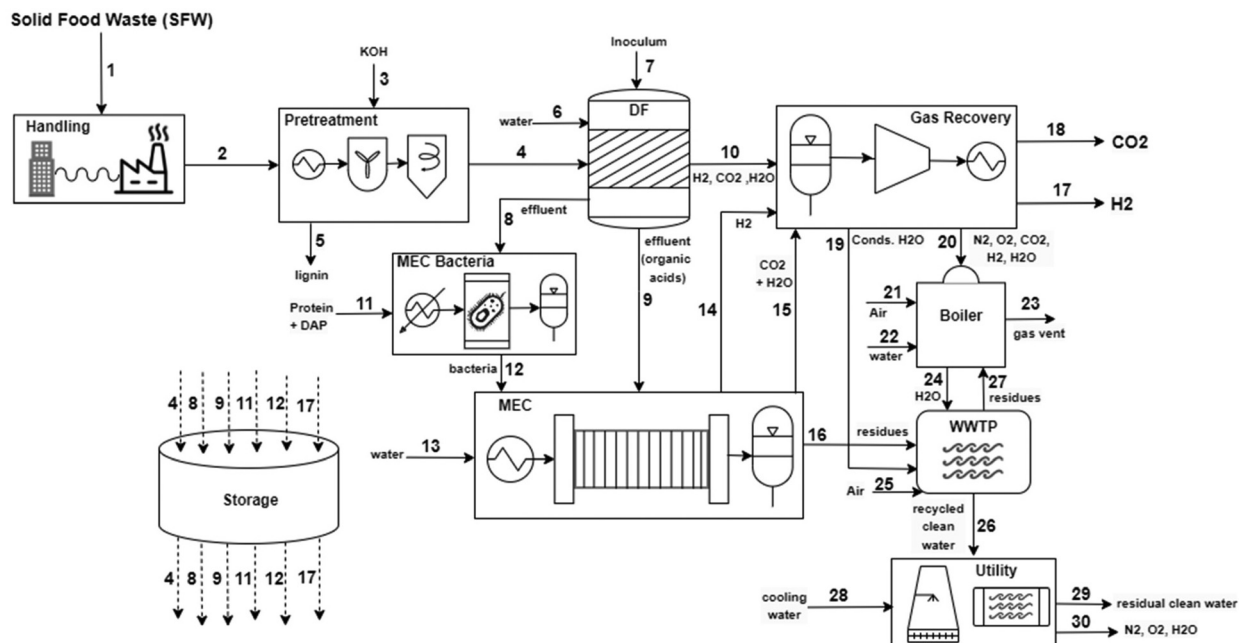 Solid Food Waste (SFW)
1
Handling
2
KOH
3
Pretreatment
4
5
lignin
Inoculum
7
6
water
DF
10
H2, CO2 ,H2O
Gas Recovery
18
CO2
17
H2
8
effluent
effluent
(organic
acids)
9
H2
14
CO2
+ H2O
15
19
Conds. H2O
20
N2, O2, CO2,
H2, H2O
MEC Bacteria
Protein
+ DAP
11
bacteria
12
21
Air
22
water
Boiler
23
gas vent
24
H2O
27
residues
MEC
water
13
16
residues
WWTP
Air
25
recycled
clean
water
26
4
8
9
11
12
17
Storage
4
8
9
11
12
17
Utility
cooling
water
28
29
residual clean water
30
N2, O2, H2O